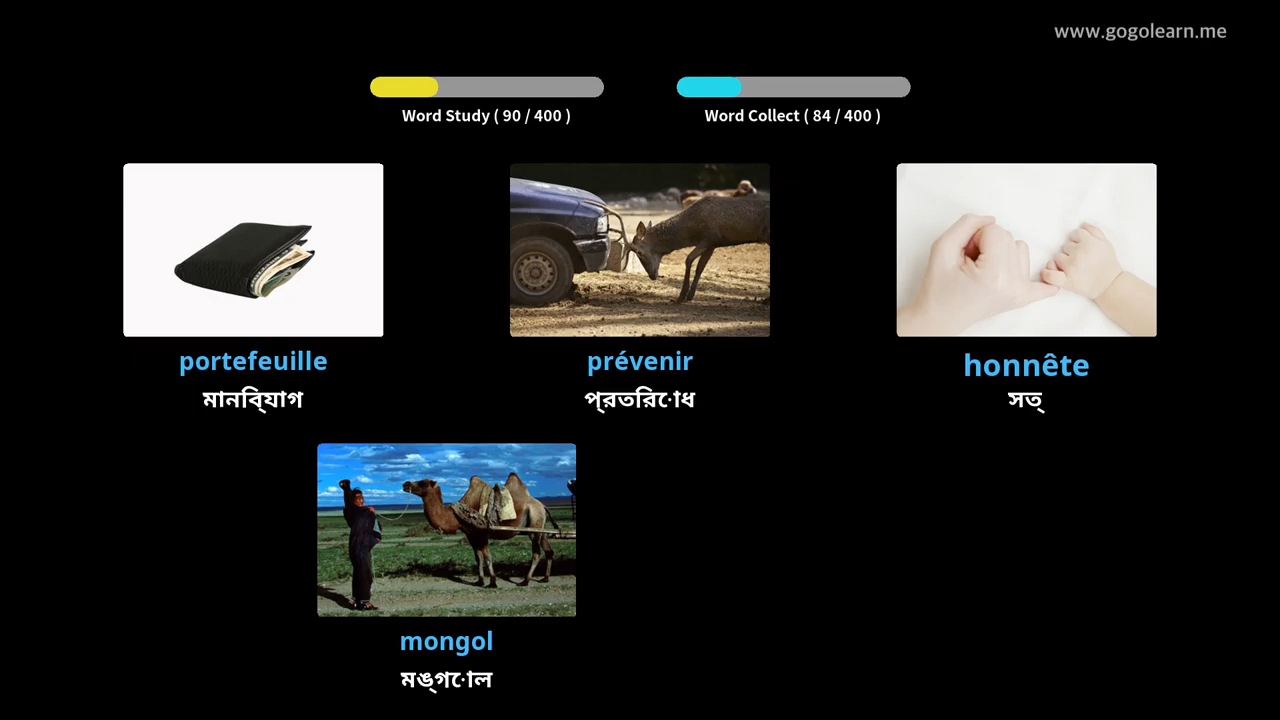 www.gogolearn.me
Word Study ( 90 / 400 )
Word Collect ( 84 / 400 )
portefeuille
prévenir
honnête
মানিব্যাগ
প্রতিরোধ
সত্
mongol
মঙ্গোল